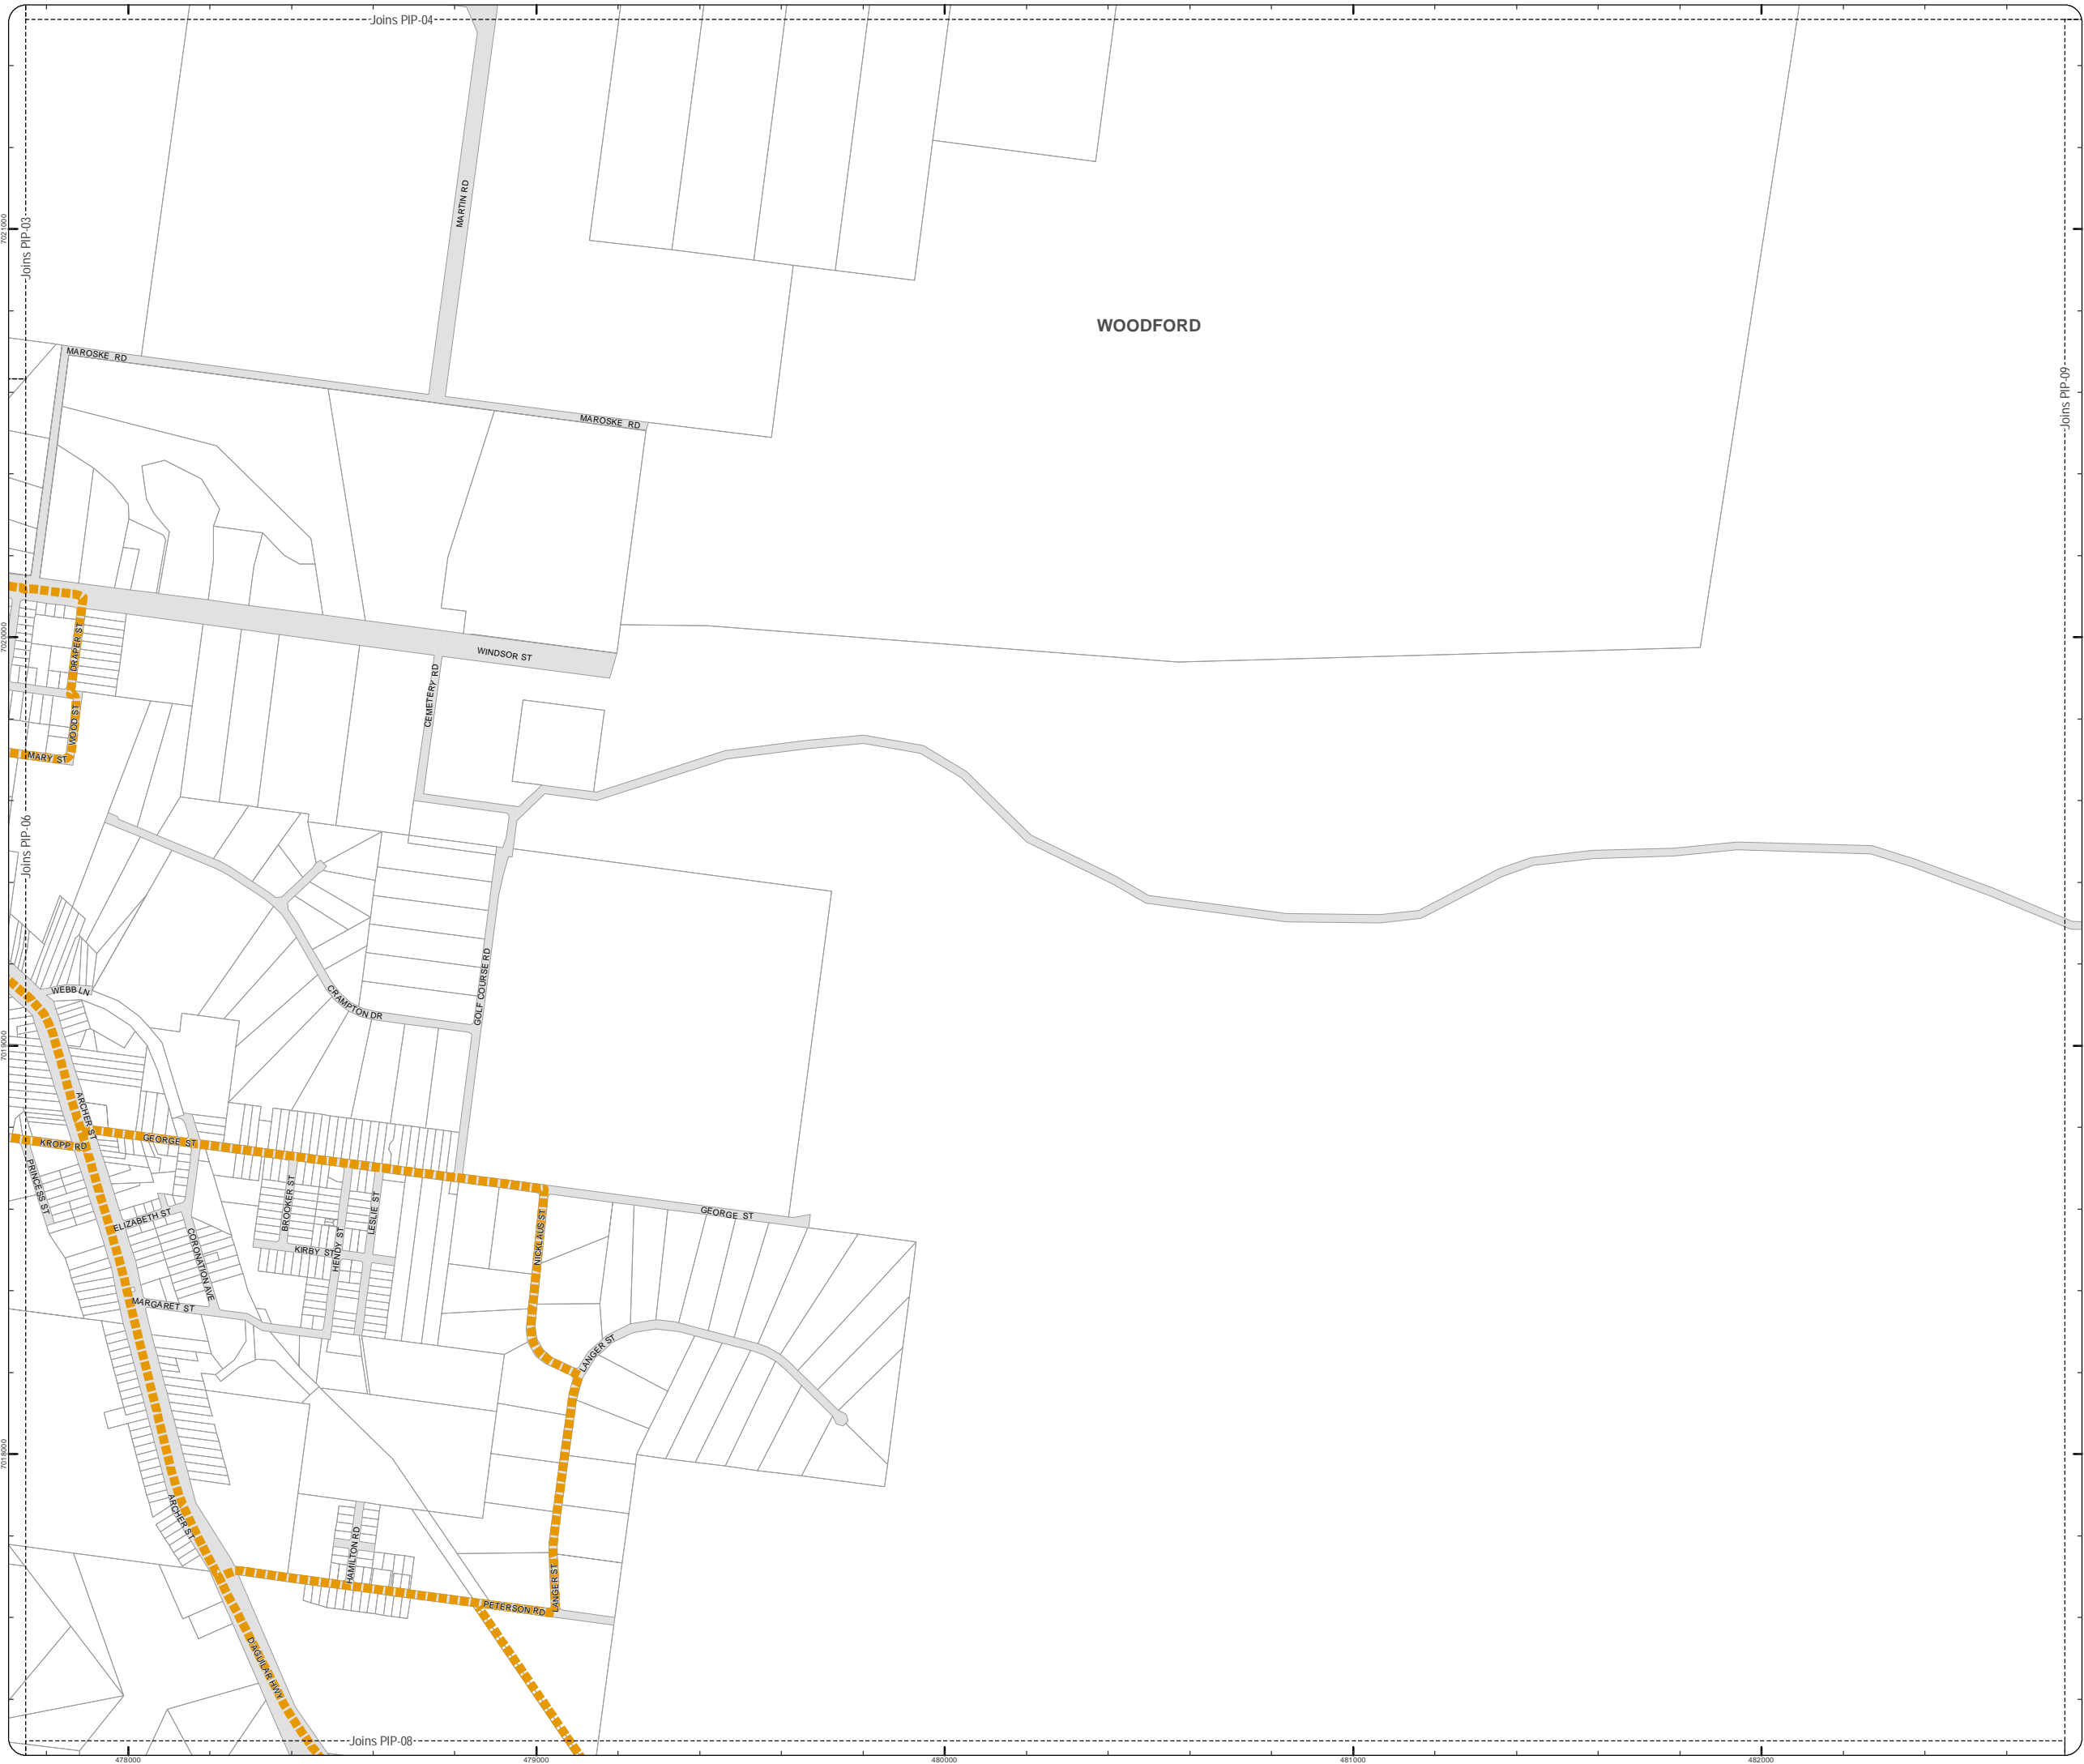 Joins PIP-04
MARTIN RD
7021000
Joins PIP-03
WOODFORD
MAROSKE RD
MAROSKE RD
Joins PIP-09
7020000
DRAPER ST
WINDSOR ST
CEMETERY RD
WOOD ST
MARY ST
Joins PIP-06
GOLF COURSE RD
WEBB LN
CRAMPTON DR
7019000
ARCHER ST
GEORGE ST
KROPP RD
PRINCESS ST
BROOKER ST
LESLIE ST
ELIZABETH ST
GEORGE ST
NICKLAUS ST
HENDY ST
KIRBY ST
CORONATION AVE
MARGARET ST
LANGER ST
7018000
ARCHER ST
HAMILTON RD
LANGER ST
PETERSON RD
D'AGUILAR HWY
Joins PIP-08
478000
479000
480000
481000
482000